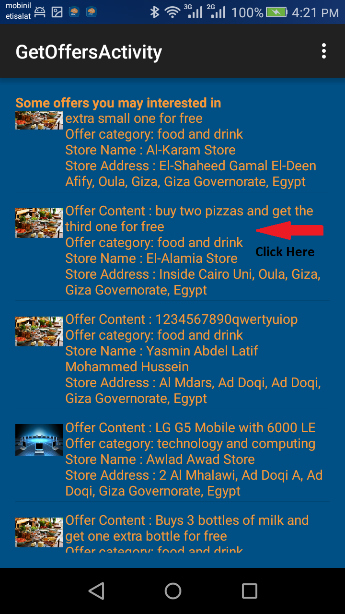 mobinil
etisalat
3G
2G
100%
4:21 PM
GetOffersActivity
Some offers you may interested in
extra small one for free
Offer category: food and drink
Store Name : Al-Karam Store
Store Address : El-Shaheed Gamal El-Deen
Afify, Oula, Giza, Giza Governorate, Egypt
Offer Content : buy two pizzas and get the
third one for free
Offer category: food and drink
Store Name : El-Alamia Store
Click Here
Store Address : Inside Cairo Uni, Oula, Giza,
Giza Governorate, Egypt
Offer Content : 1234567890qwertyuiop
Offer category: food and drink
Store Name : Yasmin Abdel Latif
Mohammed Hussein
Store Address : Al Mdars, Ad Doqi, Ad Doqi,
Giza Governorate, Egypt
Offer Content : LG G5 Mobile with 6000 LE
Offer category: technology and computing
Store Name : Awlad Awad Store
Store Address : 2 Al Mhalawi, Ad Doqi A, Ad
Doqi, Giza Governorate, Egypt
Offer Content : Buys 3 bottles of milk and
get one extra bottle for free
Offer category: food and drink